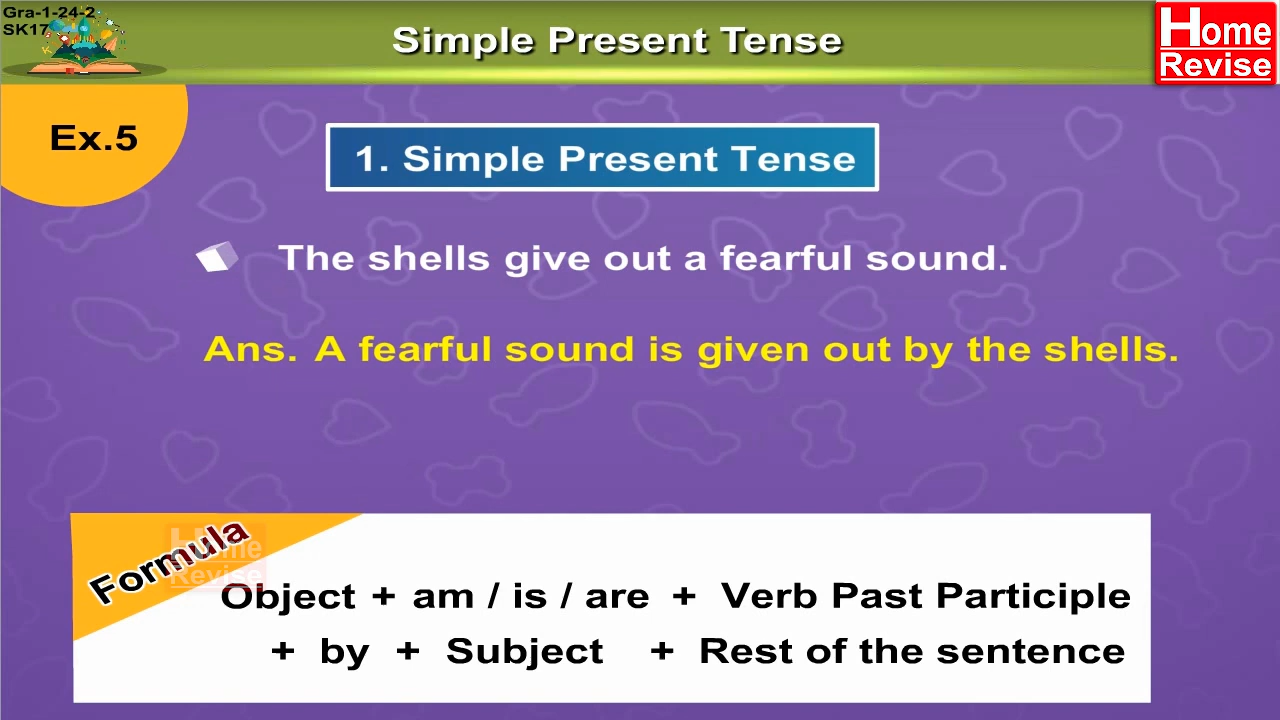 Gra-1-24-2
SK17
Simple Present Tense
Home
Revise
Ex.5
1. Simple Present Tense
The shells give out a fearful sound.
Ans. A fearful sound is given out by the shells.
Formula
Home
Revise
Object + am / is / are + Verb Past Participle
+ by + Subject + Rest of the sentence